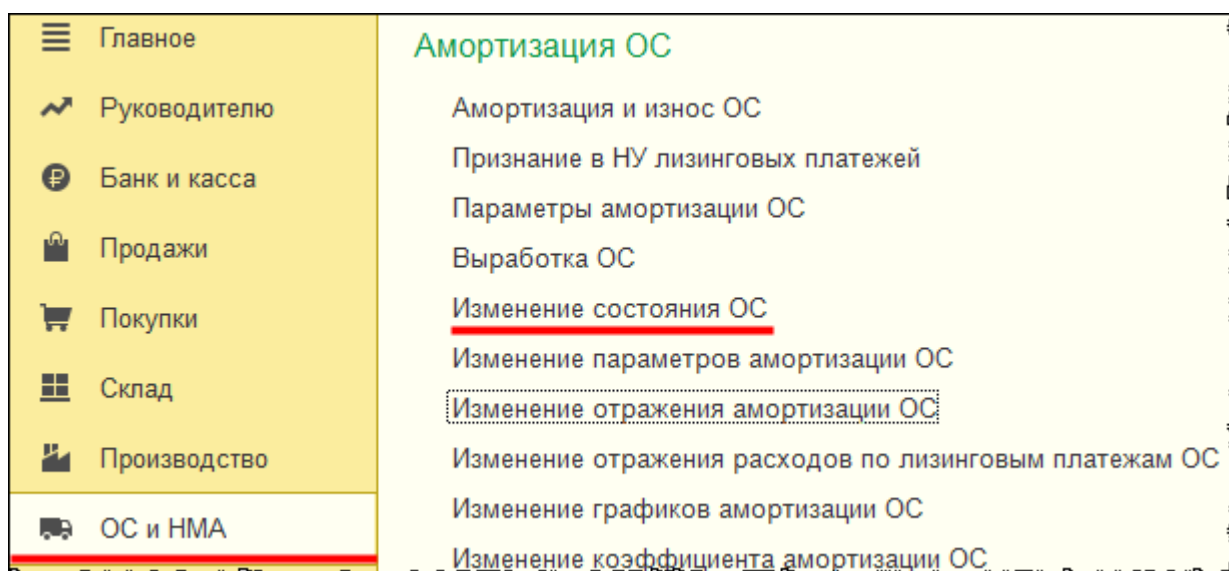 Главное
Руководителю
Банк и касса
Продажи
Покупки
Склад
Производство
ОС и НМА
Амортизация ОС
Амортизация и износ ОС
Признание в НУ лизинговых платежей
Параметры амортизации ОС
Выработка ОС
Изменение состояния ОС
Изменение параметров амортизации ОС
Изменение отражения амортизации ОС
Изменение отражения расходов по лизинговым платежам ОС
Изменение графиков амортизации ОС
Изменение коэффициента амортизации ОС